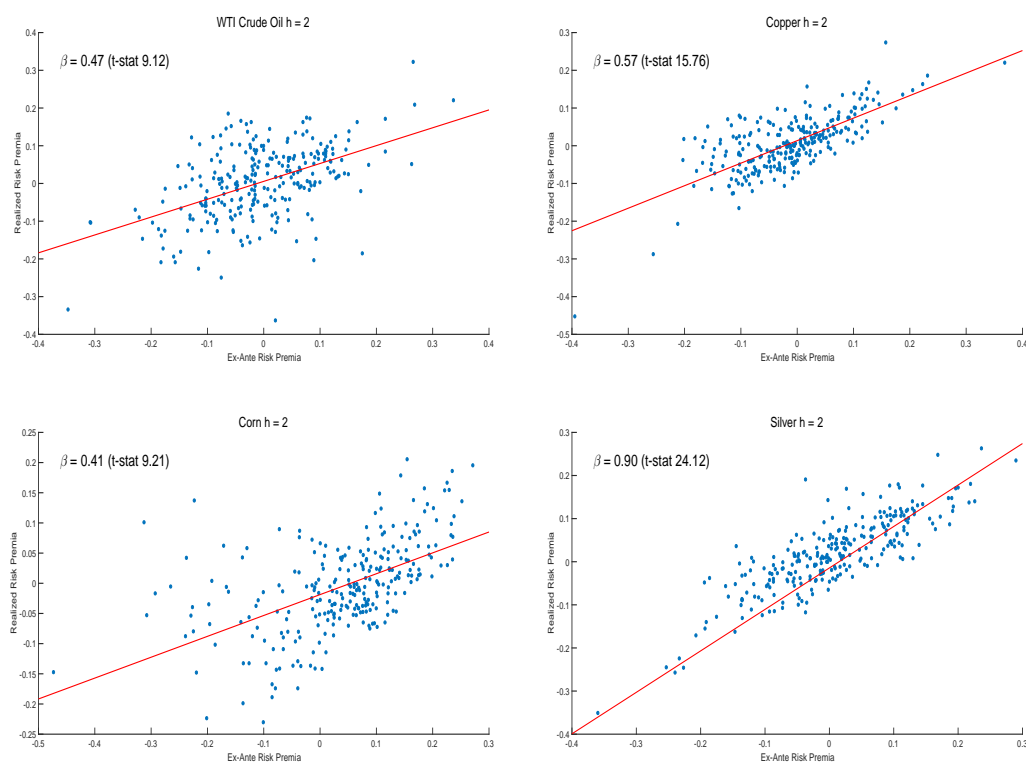 WTI Crude Oil h = 2
β = 0.47 (t-stat 9.12)
Realized Risk Premia
0.4
0.3
0.2
0.1
0
-0.1
-0.2
-0.3
-0.4
-0.4 -0.3 -0.2 -0.1 0 0.1 0.2 0.3 0.4
Ex-Ante Risk Premia
Copper h = 2
β = 0.57 (t-stat 15.76)
Realized Risk Premia
0.3
0.2
0.1
0
-0.1
-0.2
-0.3
-0.4
-0.5
-0.4 -0.3 -0.2 -0.1 0 0.1 0.2 0.3 0.4
Ex-Ante Risk Premia
Corn h = 2
β = 0.41 (t-stat 9.21)
Realized Risk Premia
0.25
0.2
0.15
0.1
0.05
0
-0.05
-0.1
-0.15
-0.2
-0.25
-0.5 -0.4 -0.3 -0.2 -0.1 0 0.1 0.2 0.3
Ex-Ante Risk Premia
Silver h = 2
β = 0.90 (t-stat 24.12)
Realized Risk Premia
0.3
0.2
0.1
0
-0.1
-0.2
-0.3
-0.4
-0.4 -0.3 -0.2 -0.1 0 0.1 0.2 0.3
Ex-Ante Risk Premia